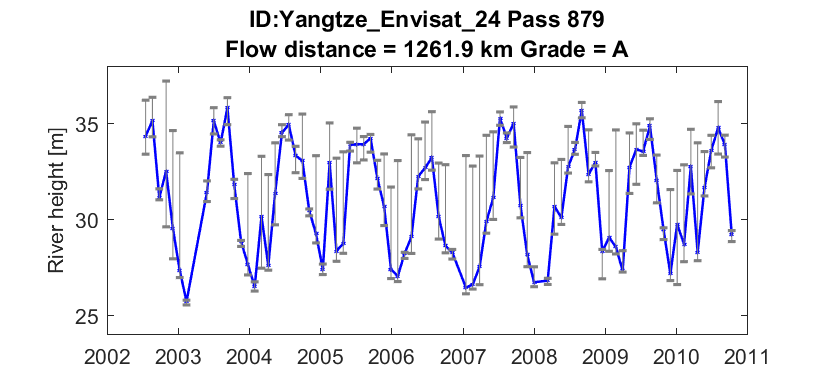 ID:Yangtze_Envisat_24 Pass 879
Flow distance = 1261.9 km Grade = A
River height [m]
35
30
25
2002 2003 2004 2005 2006 2007 2008 2009 2010 2011